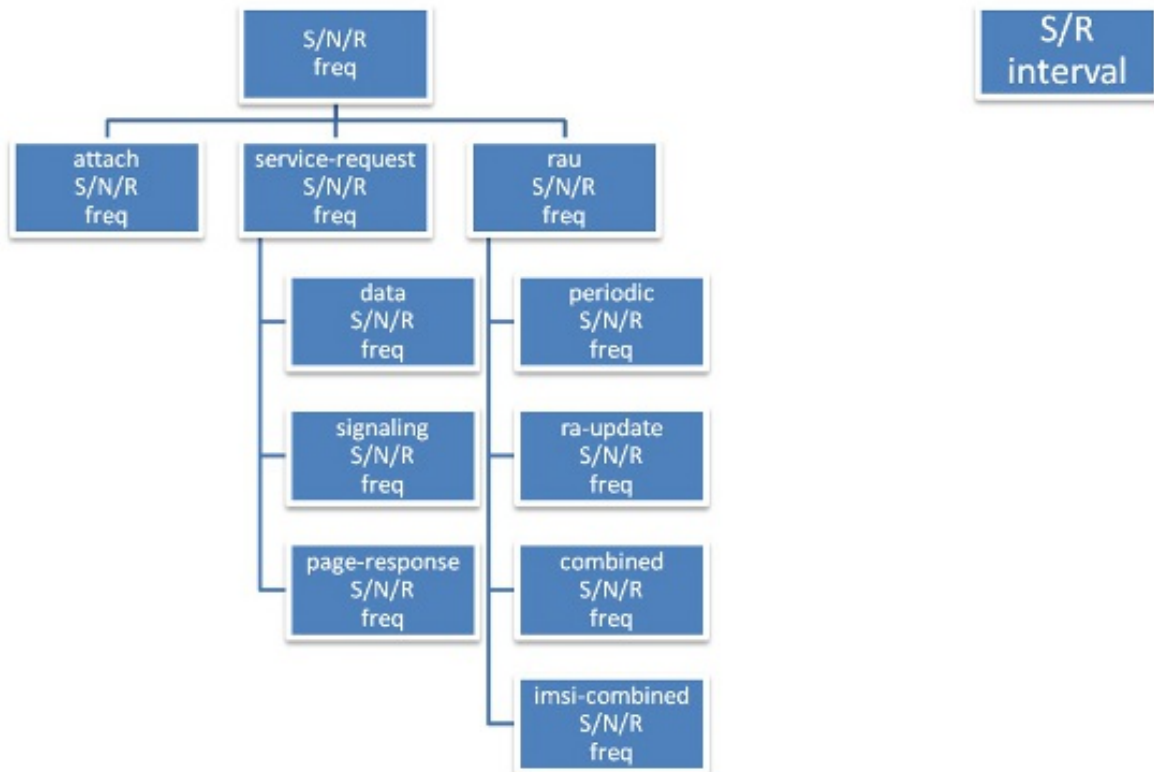 S/N/R
freq
S/R
interval
attach
S/N/R
freq
service-request
S/N/R
freq
rau
S/N/R
freq
data
S/N/R
freq
periodic
S/N/R
freq
signaling
S/N/R
freq
ra-update
S/N/R
freq
page-response
S/N/R
freq
combined
S/N/R
freq
imsi-combined
S/N/R
freq